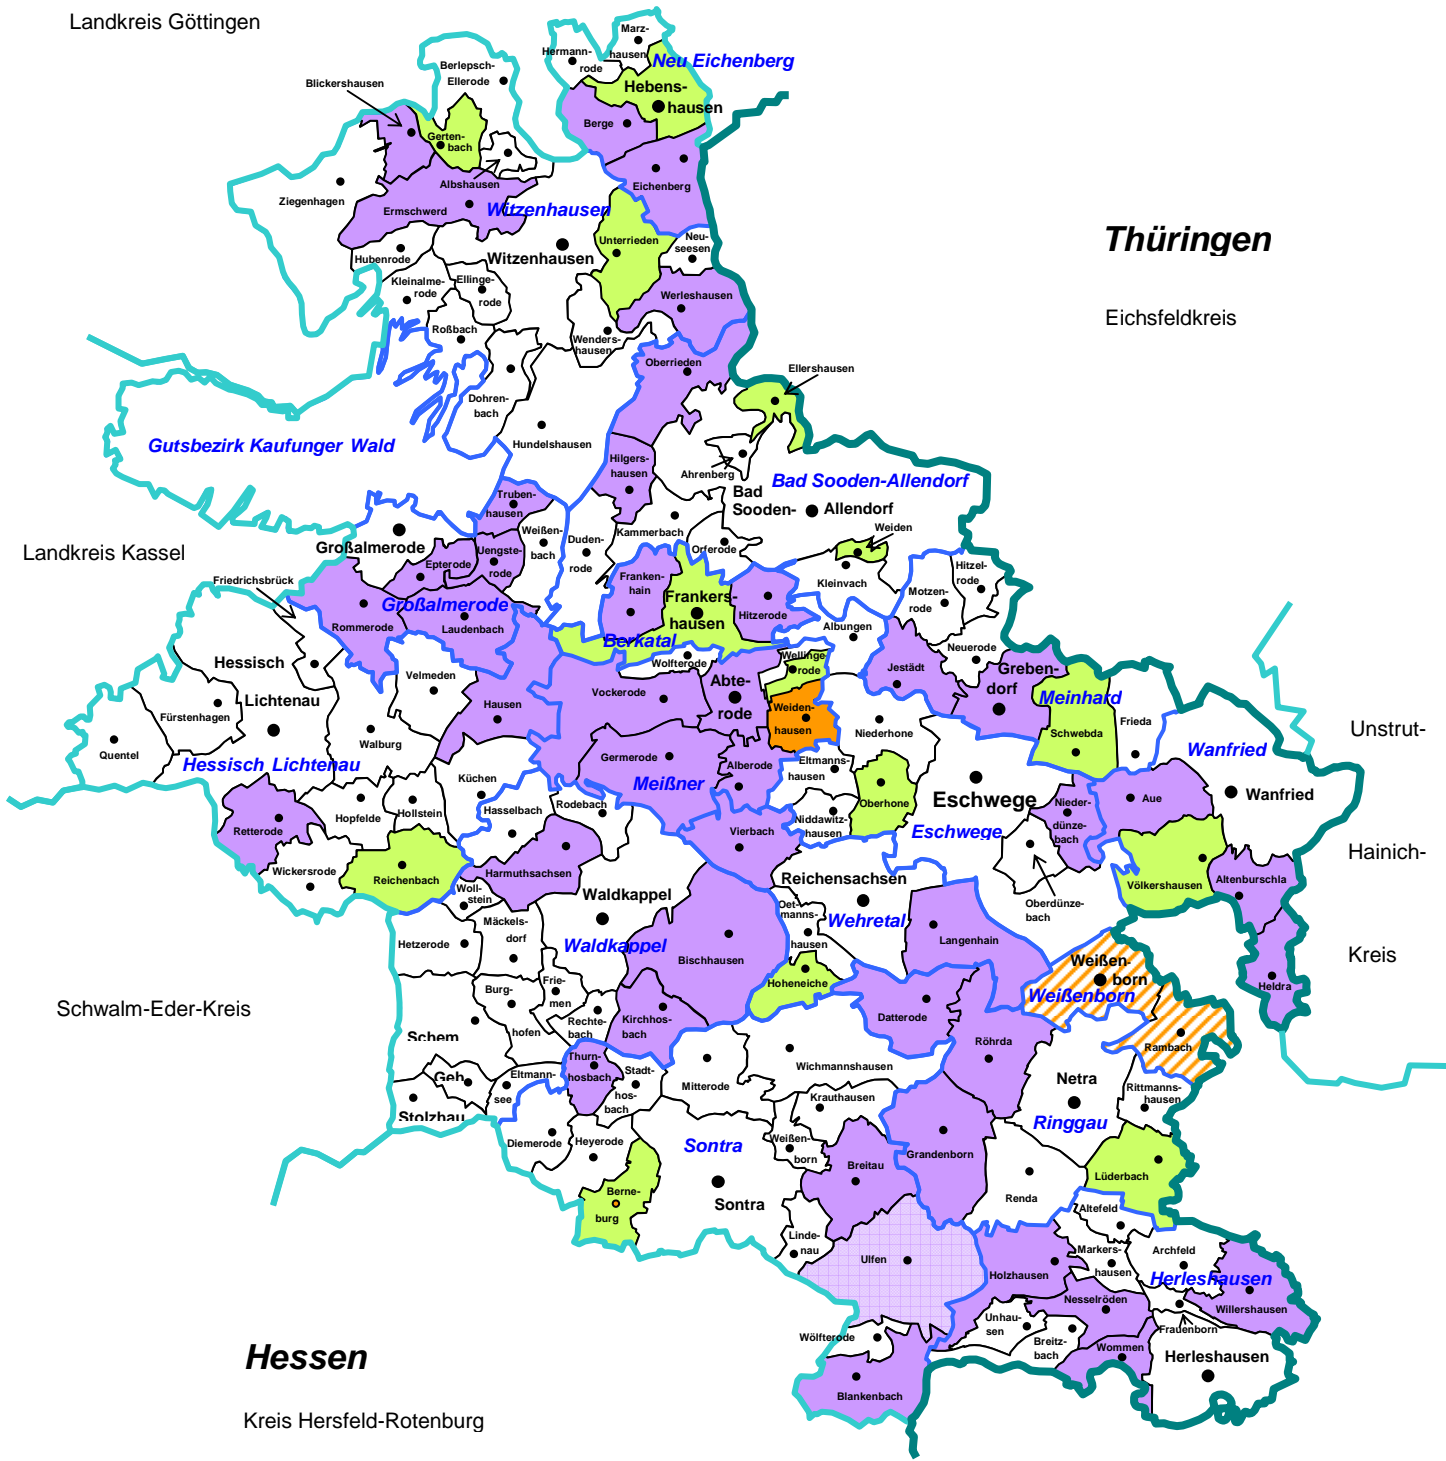 Landkreis Göttingen
Marz-
hausen
Hermann-
rode
Neu Eichenberg
Berlepsch-
Ellerode
Blickershausen
Hebens-
hausen
Berge
Gerten-
bach
Albshausen
Eichenberg
Ziegenhagen
Ermschwerd
Witzenhausen
Unterrieden
Neu-
seesen
Thüringen
Hubenrode
Witzenhausen
Kleinalme-
rode
Ellinge-
rode
Werleshausen
Eichsfeldkreis
Roßbach
Wenders-
hausen
Oberrieden
Ellershausen
Dohren-
bach
Gutsbezirk Kaufunger Wald
Hundelshausen
Hilgers-
hausen
Ahrenberg
Bad Sooden-Allendorf
Bad
Sooden-
Allendorf
Truben-
hausen
Weißen-
bach
Duden-
rode
Kammerbach
Orferode
Weiden
Landkreis Kassel
Großalmerode
Uengste-
rode
Epterode
Friedrichsbrück
Franken-
hain
Frankers-
hausen
Hitzerode
Kleinvach
Hitzel-
rode
Motzen-
rode
Großalmerode
Rommerode
Laudenbach
Berkatal
Albungen
Neuerode
Hessisch
Lichtenau
Velmeden
Wolfterode
Wellinge-
rode
Jestädt
Greben-
dorf
Meinhard
Vockerode
Abte-
rode
Weiden-
hausen
Fürstenhagen
Hausen
Niederhone
Schwebda
Frieda
Unstrut-
Quentel
Walburg
Wanfried
Hessisch Lichtenau
Germerode
Alberode
Eltmanns-
hausen
Küchen
Meißner
Hasselbach
Rodebach
Oberhone
Eschwege
Eschwege
Nieder-
dünze-
bach
Aue
Wanfried
Retterode
Hopfelde
Hollstein
Niddawitz-
hausen
Vierbach
Hainich-
Wickersrode
Reichenbach
Harmuthsachsen
Reichensachsen
Völkershausen
Altenburschla
Woll-
stein
Waldkappel
Oberdünze-
bach
Oet-
manns-
hausen
Wehretal
Mäckels-
dorf
Hetzerode
Waldkappel
Bischhausen
Langenhain
Kreis
Weißen-
born
Hoheneiche
Weißenborn
Heldra
Burg-
hofen
Frie-
men
Rechte-
bach
Kirchhos-
bach
Datterode
Schwalm-Eder-Kreis
Röhrda
Rambach
Schem
Thurn-
hosbach
Stadt-
hos-
bach
Mitterode
Wichmannshausen
Geh
Eltmann-
see
Netra
Rittmanns-
hausen
Stolzhau
Krauthausen
Ringgau
Diemerode
Heyerode
Sontra
Weißen-
born
Breitau
Grandenborn
Lüderbach
Berne-
burg
Sontra
Renda
Altefeld
Linde-
nau
Ulfen
Holzhausen
Markers-
hausen
Archfeld
Herleshausen
Nesselröden
Willershausen
Unhau-
sen
Breitz-
bach
Frauenborn
Wölfterode
Wommen
Herleshausen
Hessen
Blankenbach
Kreis Hersfeld-Rotenburg